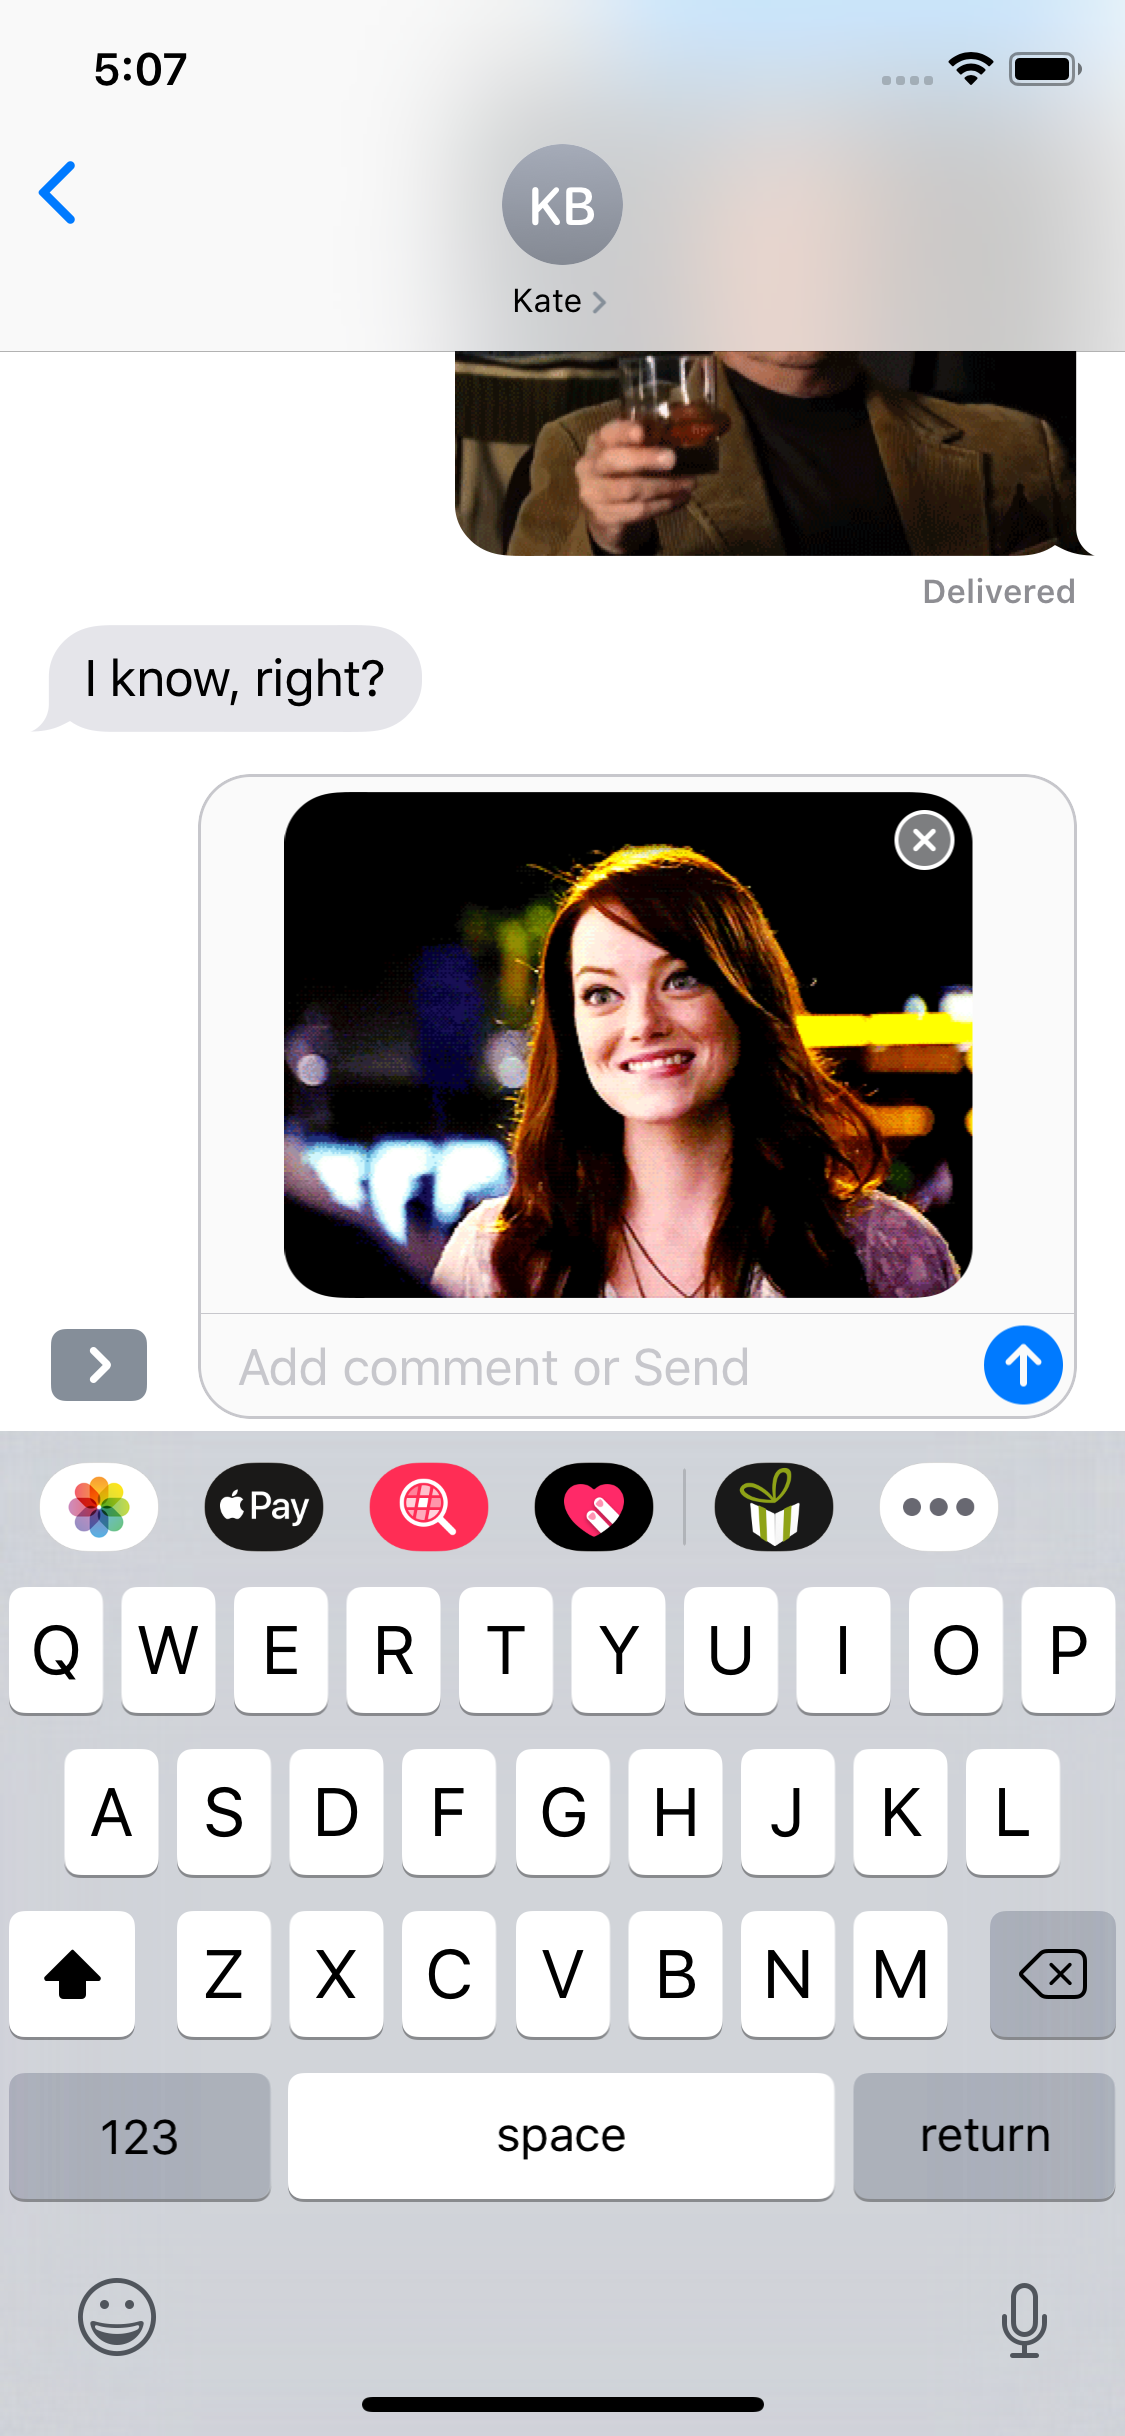 5:07
KB
Kate
Delivered
I know, right?
Add comment or Send
Pay
Q W E R T Y U I O P
A S D F G H J K L
Z X C V B N M
123 space return